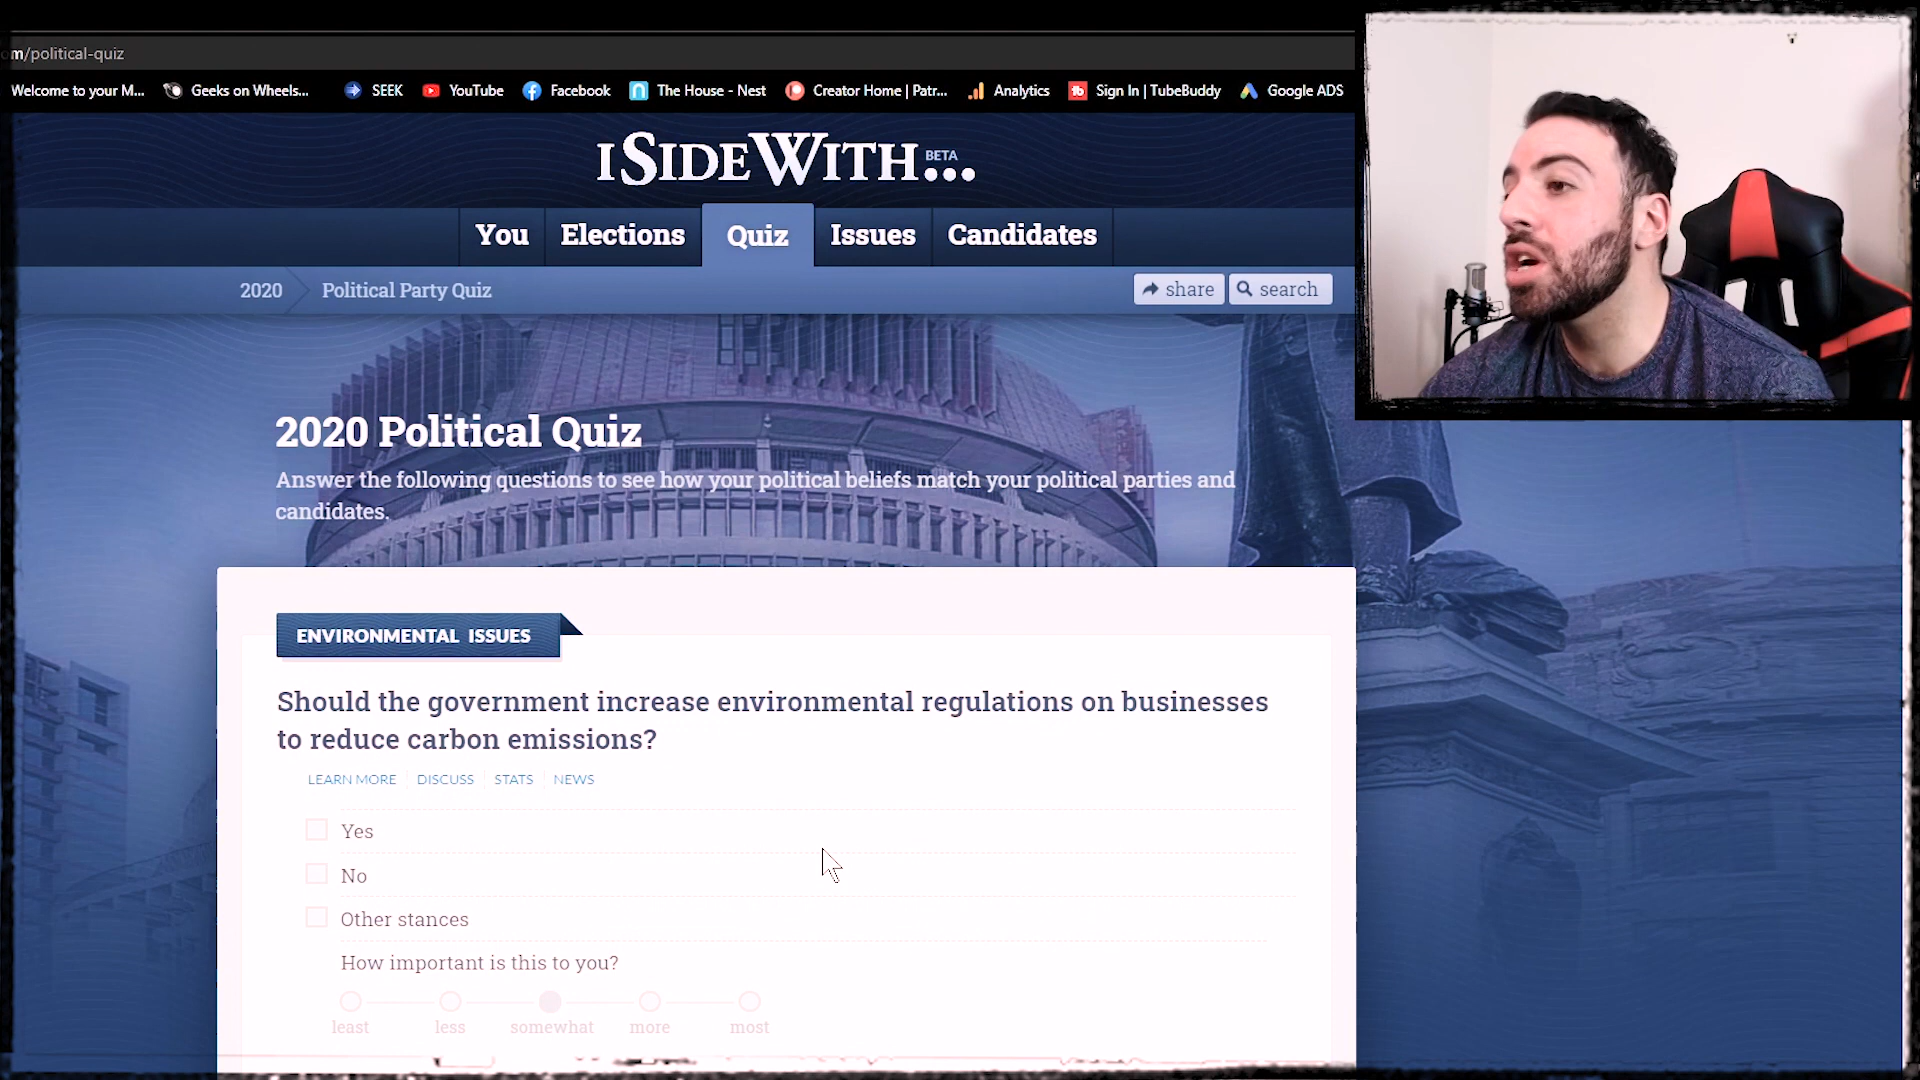 om/political-quiz
Welcome to your M... Geeks on Wheels... SEEK YouTube Facebook The House - Nest Creator Home | Patr... Analytics Sign In | TubeBuddy Google ADS
ISIDEWITH... BETA
You Elections Quiz Issues Candidates
2020 Political Party Quiz share search
2020 Political Quiz
Answer the following questions to see how your political beliefs match your political parties and
candidates.
ENVIRONMENTAL ISSUES
Should the government increase environmental regulations on businesses
to reduce carbon emissions?
LEARN MORE DISCUSS STATS NEWS
Yes
No
Other stances
How important is this to you?
least less somewhat more most